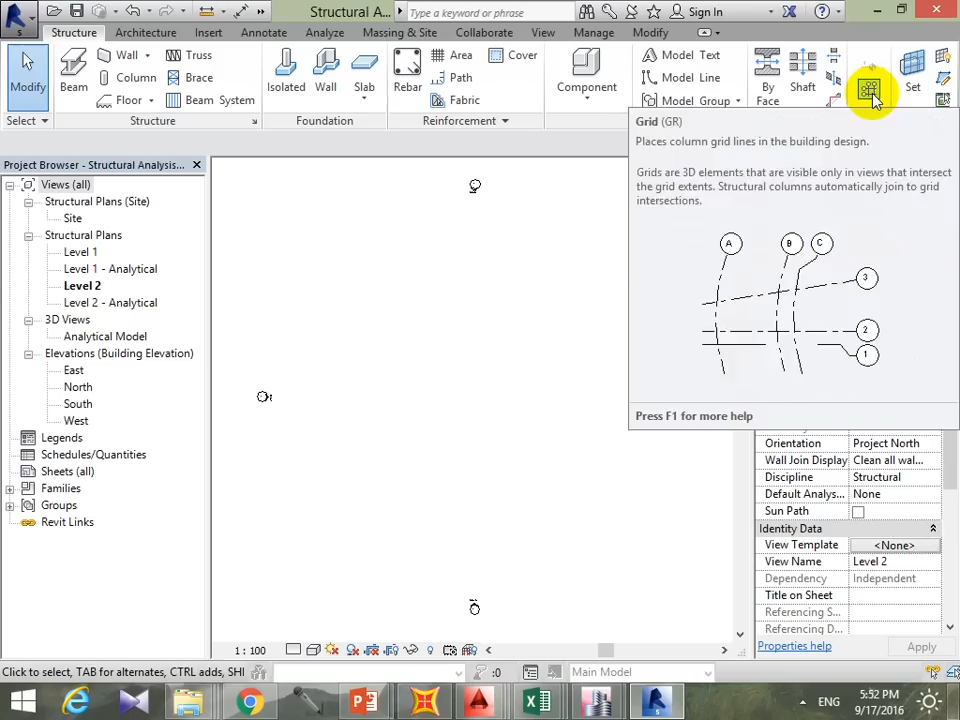 Structural A...
Type a keyword or phrase
Sign In
Structure
Architecture
Insert
Annotate
Analyze
Massing & Site
Collaborate
View
Manage
Modify
Modify
Beam
Wall
Column
Floor
Truss
Brace
Beam System
Isolated
Wall
Slab
Rebar
Area
Path
Fabric
Cover
Component
Model Text
Model Line
Model Group
By
Face
Shaft
Set
Select
Structure
Foundation
Reinforcement
Grid (GR)
Places column grid lines in the building design.
Grids are 3D elements that are visible only in views that intersect
the grid extents. Structural columns automatically join to grid
intersections.
A
B
C
3
2
1
Press F1 for more help
Project Browser - Structural Analysis...
Views (all)
Structural Plans (Site)
Site
Structural Plans
Level 1
Level 1 - Analytical
Level 2
Level 2 - Analytical
3D Views
Analytical Model
Elevations (Building Elevation)
East
North
South
West
Legends
Schedules/Quantities
Sheets (all)
Families
Groups
Revit Links
Orientation
Project North
Wall Join Display
Clean all wal...
Discipline
Structural
Default Analys...
None
Sun Path
Identity Data
View Template
<None>
View Name
Level 2
Dependency
Independent
Title on Sheet
Referencing S...
Referencing D...
Properties help
Apply
1 : 100
Click to select, TAB for alternates, CTRL adds, SHI
:0
Main Model
ENG
5:52 PM
9/17/2016